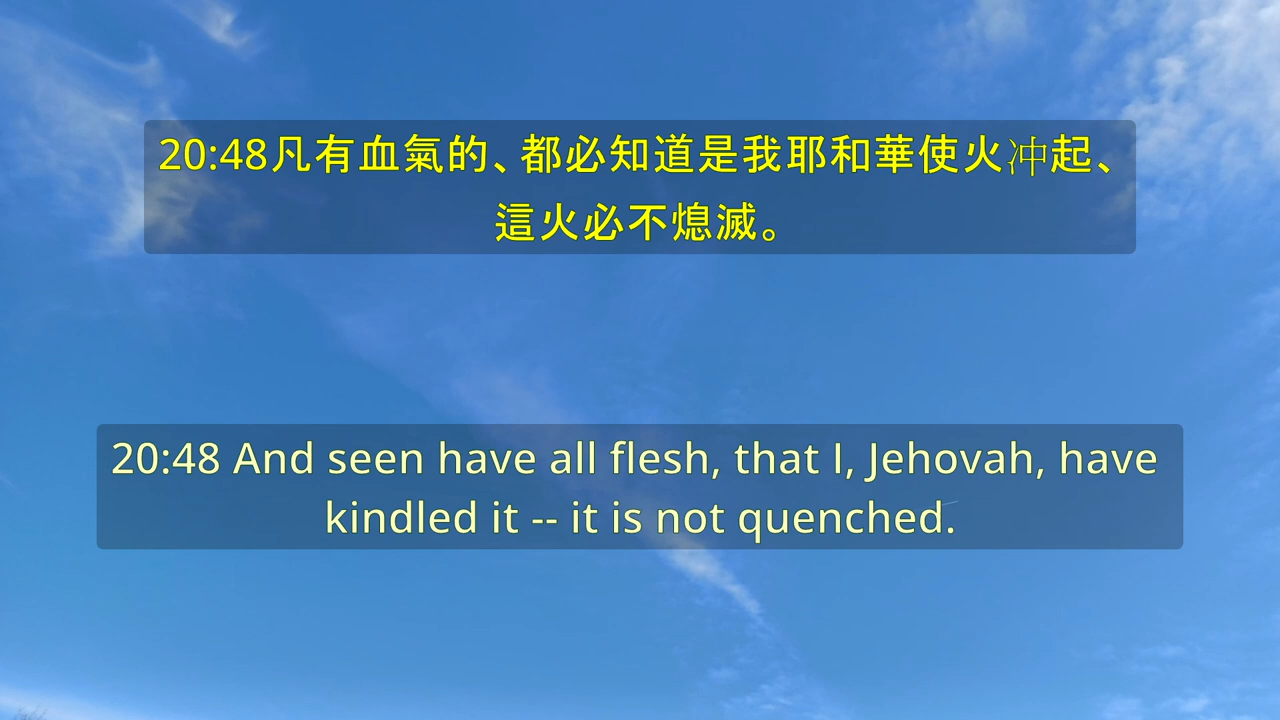 20:48凡有血氣的、都必知道是我耶和華使火冲起、
這火必不熄滅。
20:48 And seen have all flesh, that I, Jehovah, have
kindled it -- it is not quenched.